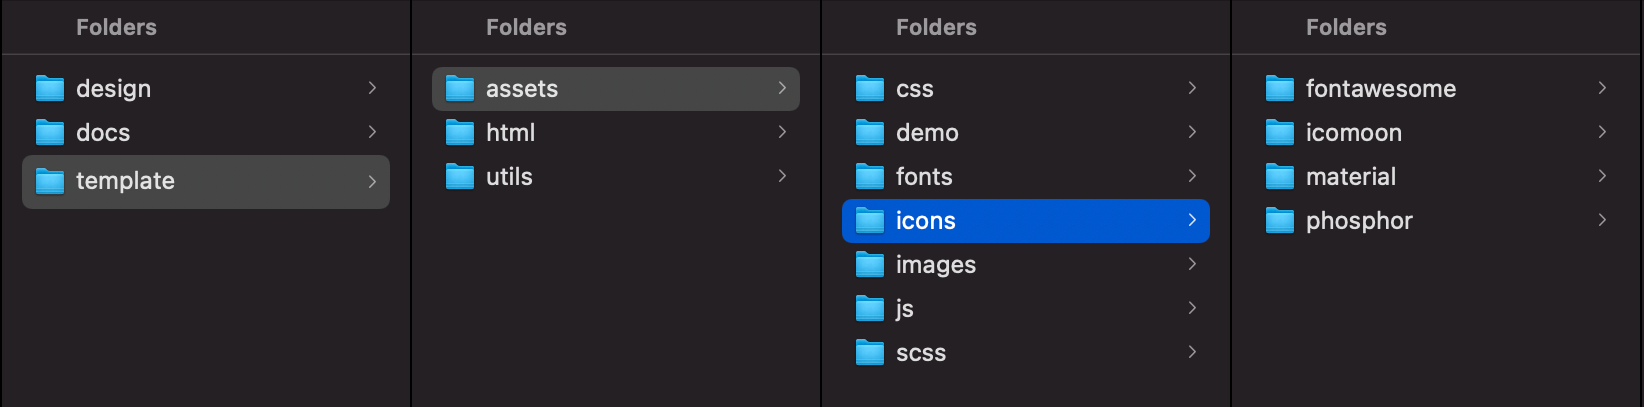 Folders
design
docs
template
Folders
assets
html
utils
Folders
css
demo
fonts
icons
images
js
scss
Folders
fontawesome
icomoon
material
phosphor